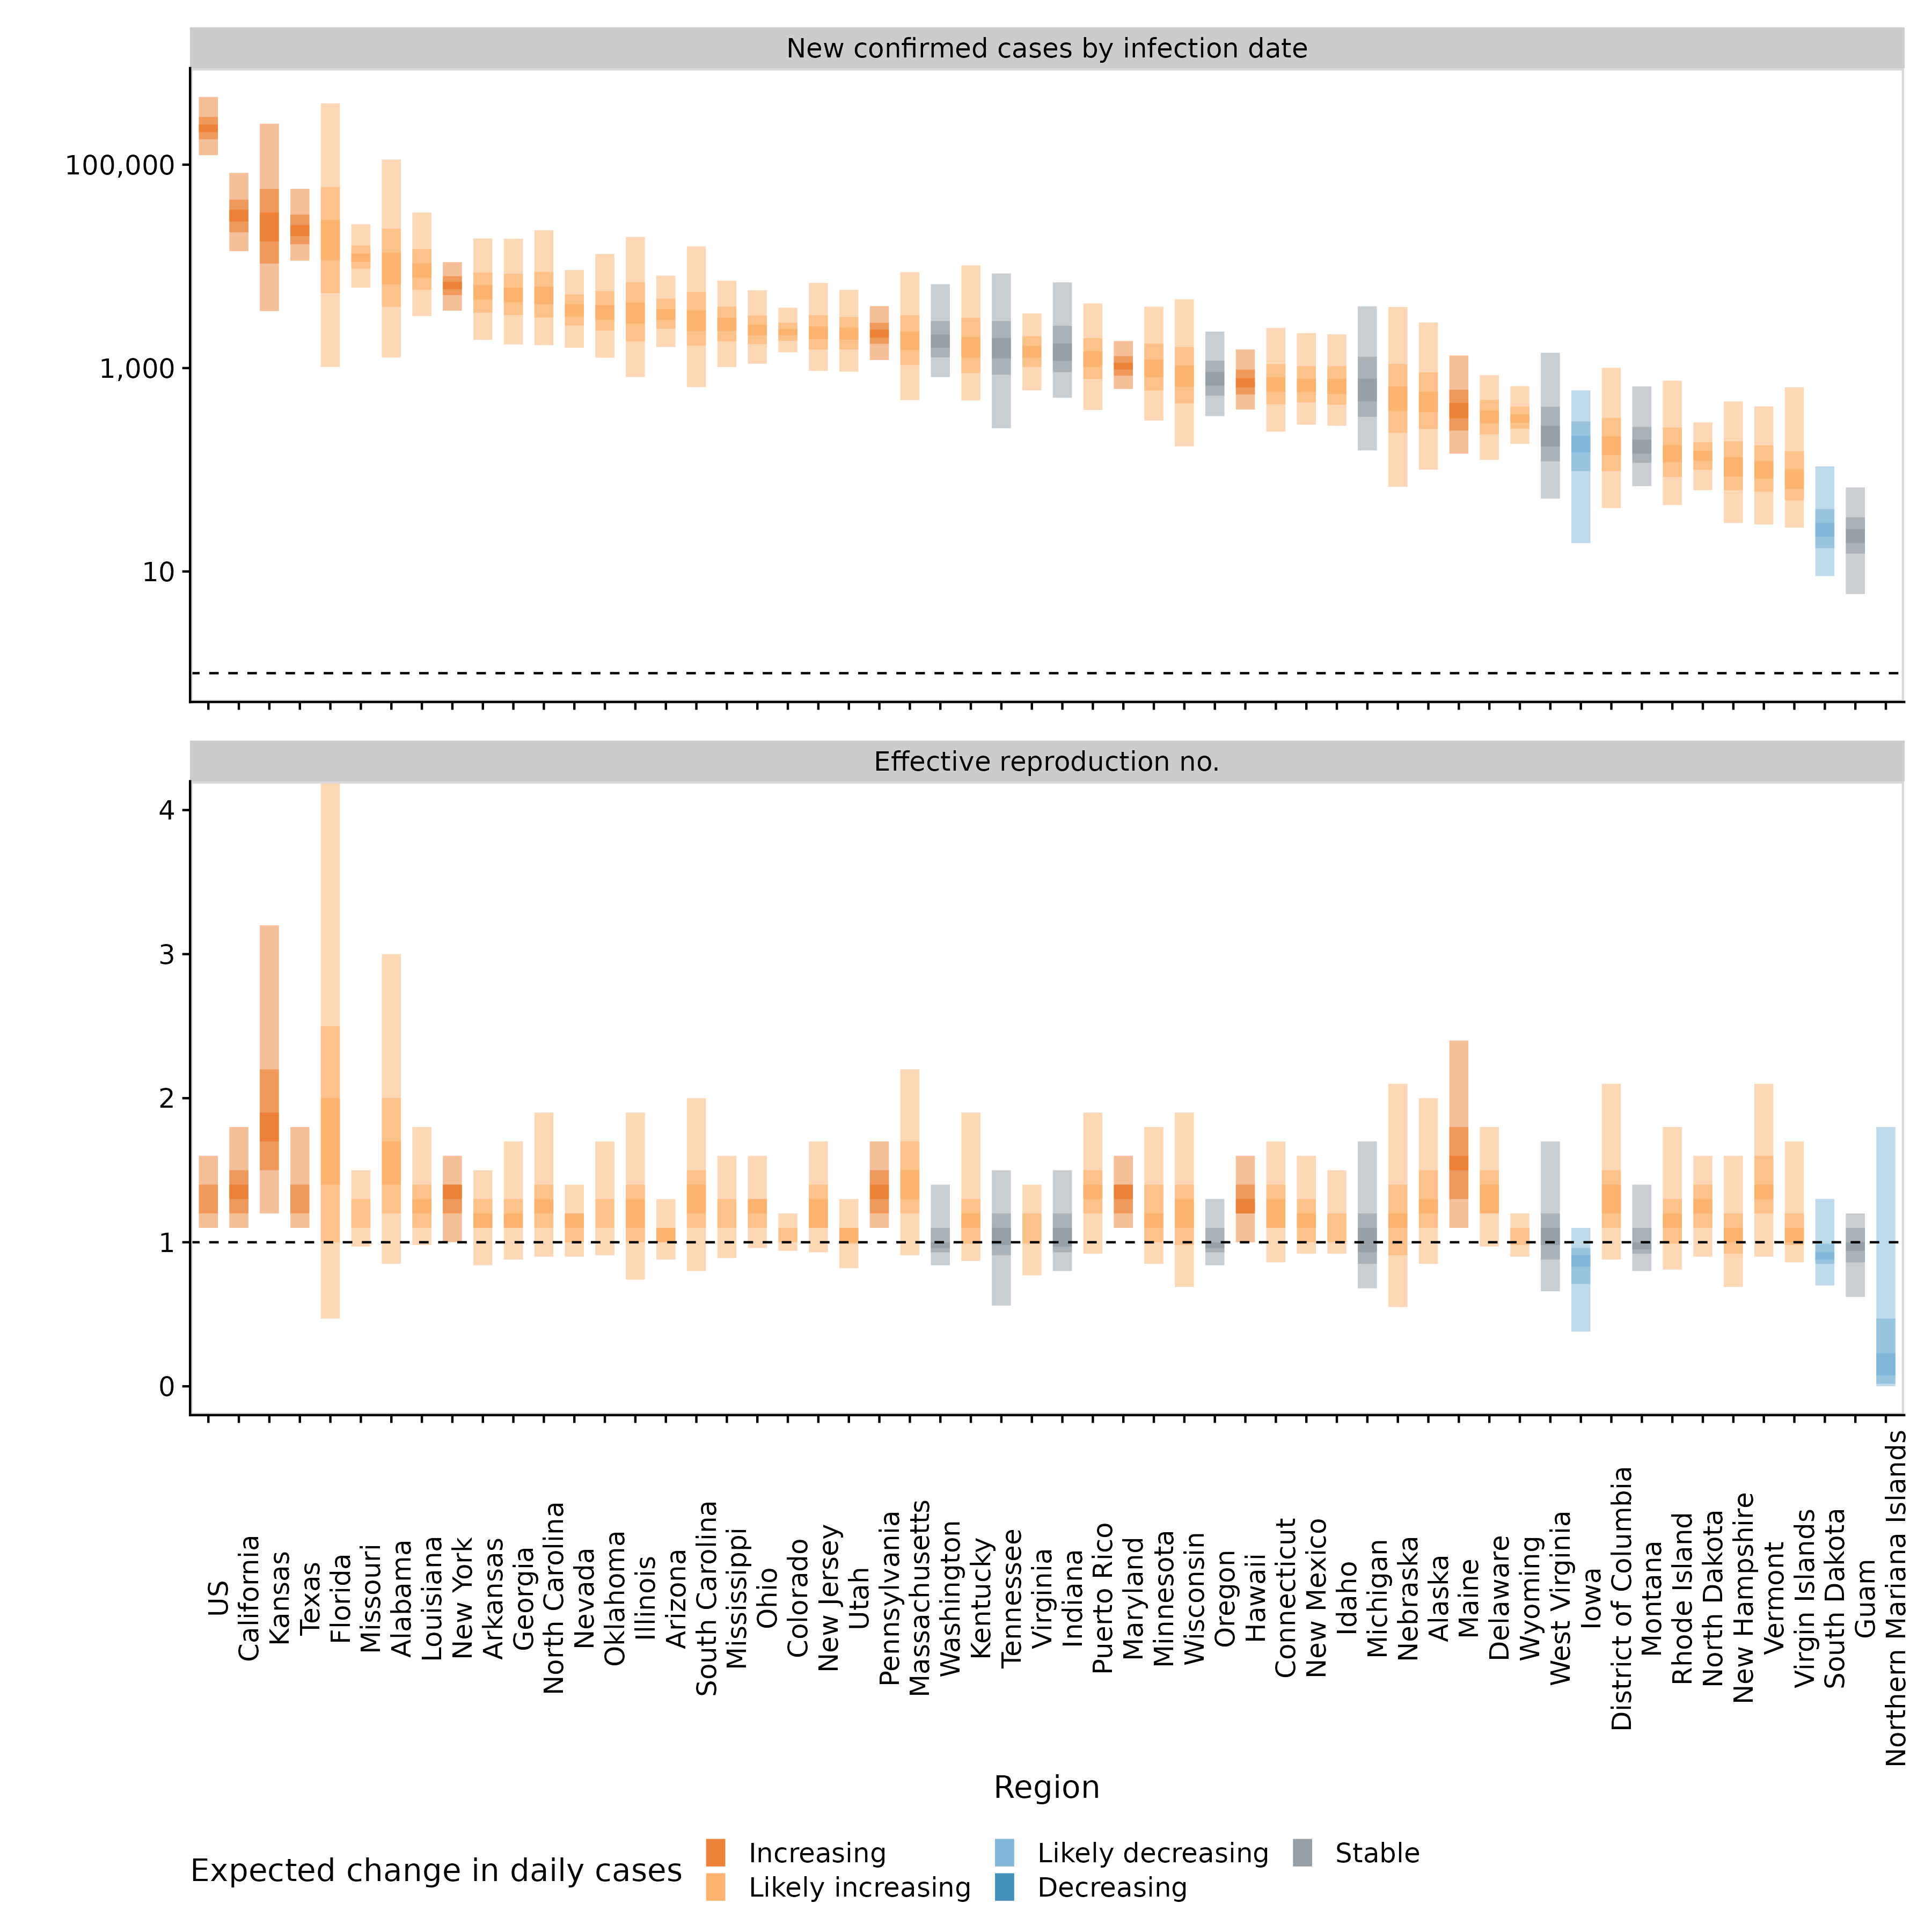 New confirmed cases by infection date
100,000
1,000
10
Effective reproduction no.
4
3
2
1
0
US
California
Kansas
Texas
Florida
Missouri
Alabama
Louisiana
New York
Arkansas
Georgia
North Carolina
Nevada
Oklahoma
Illinois
Arizona
South Carolina
Mississippi
Ohio
Colorado
New Jersey
Utah
Pennsylvania
Massachusetts
Washington
Kentucky
Tennessee
Virginia
Indiana
Puerto Rico
Maryland
Minnesota
Wisconsin
Oregon
Hawaii
Connecticut
New Mexico
Idaho
Michigan
Nebraska
Alaska
Maine
Delaware
Wyoming
West Virginia
Iowa
District of Columbia
Montana
Rhode Island
North Dakota
New Hampshire
Vermont
Virgin Islands
South Dakota
Guam
Northern Mariana Islands
Region
Expected change in daily cases
Increasing
Likely increasing
Likely decreasing
Decreasing
Stable